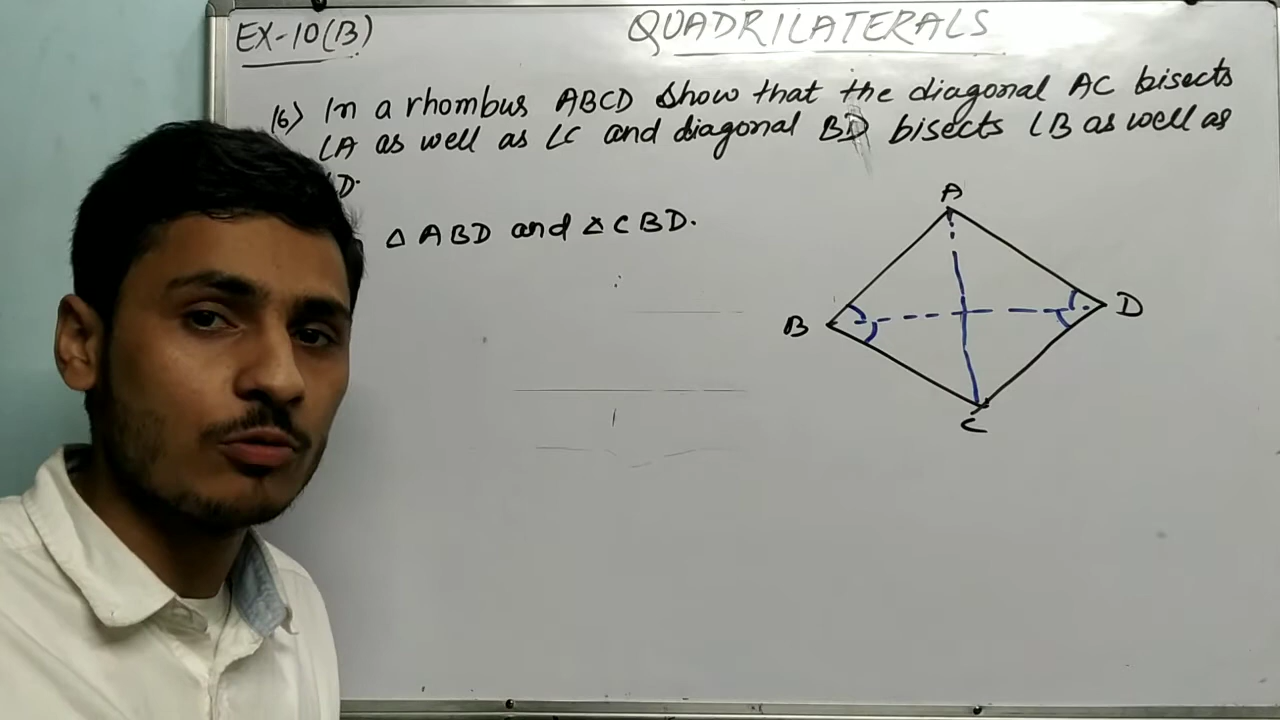 EX-10(B)
QUADRILATERALS
16) In a rhombus ABCD show that the diagonal AC bisects
∠A as well as ∠C and diagonal BD bisects ∠B as well as
∠D.
△ ABD and △ CBD.
A
B
D
C